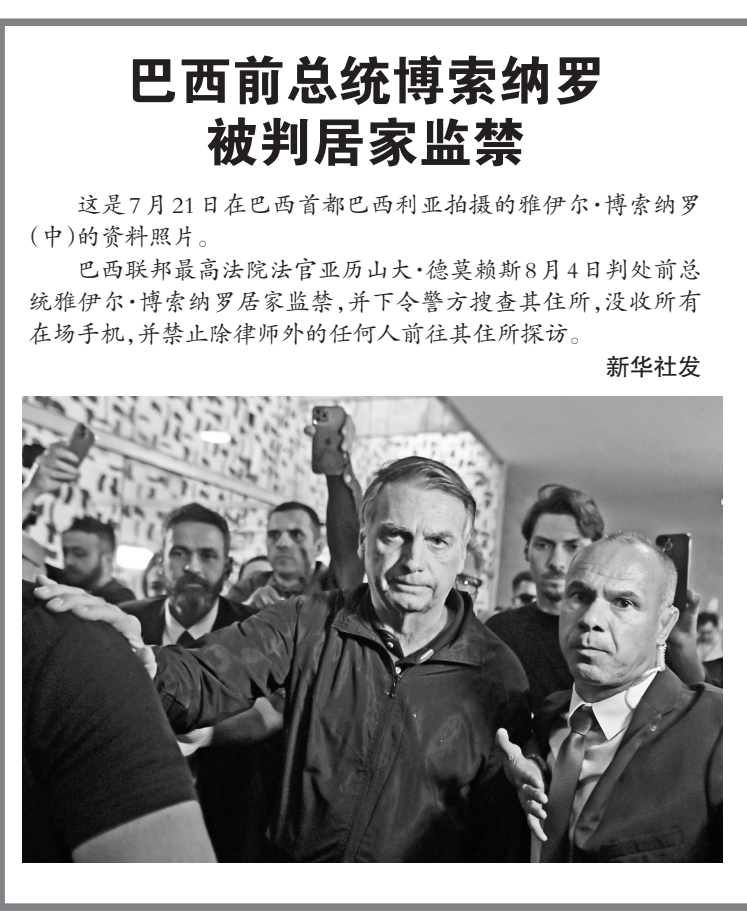 巴西前总统博索纳罗
被判居家监禁
这是7月21日在巴西首都巴西利亚拍摄的雅伊尔·博索纳罗
(中)的资料照片。
巴西联邦最高法院法官亚历山大·德莫赖斯8月4日判处前总
统雅伊尔·博索纳罗居家监禁,并下令警方搜查其住所,没收所有
在场手机,并禁止除律师外的任何人前往其住所探访。
新华社发